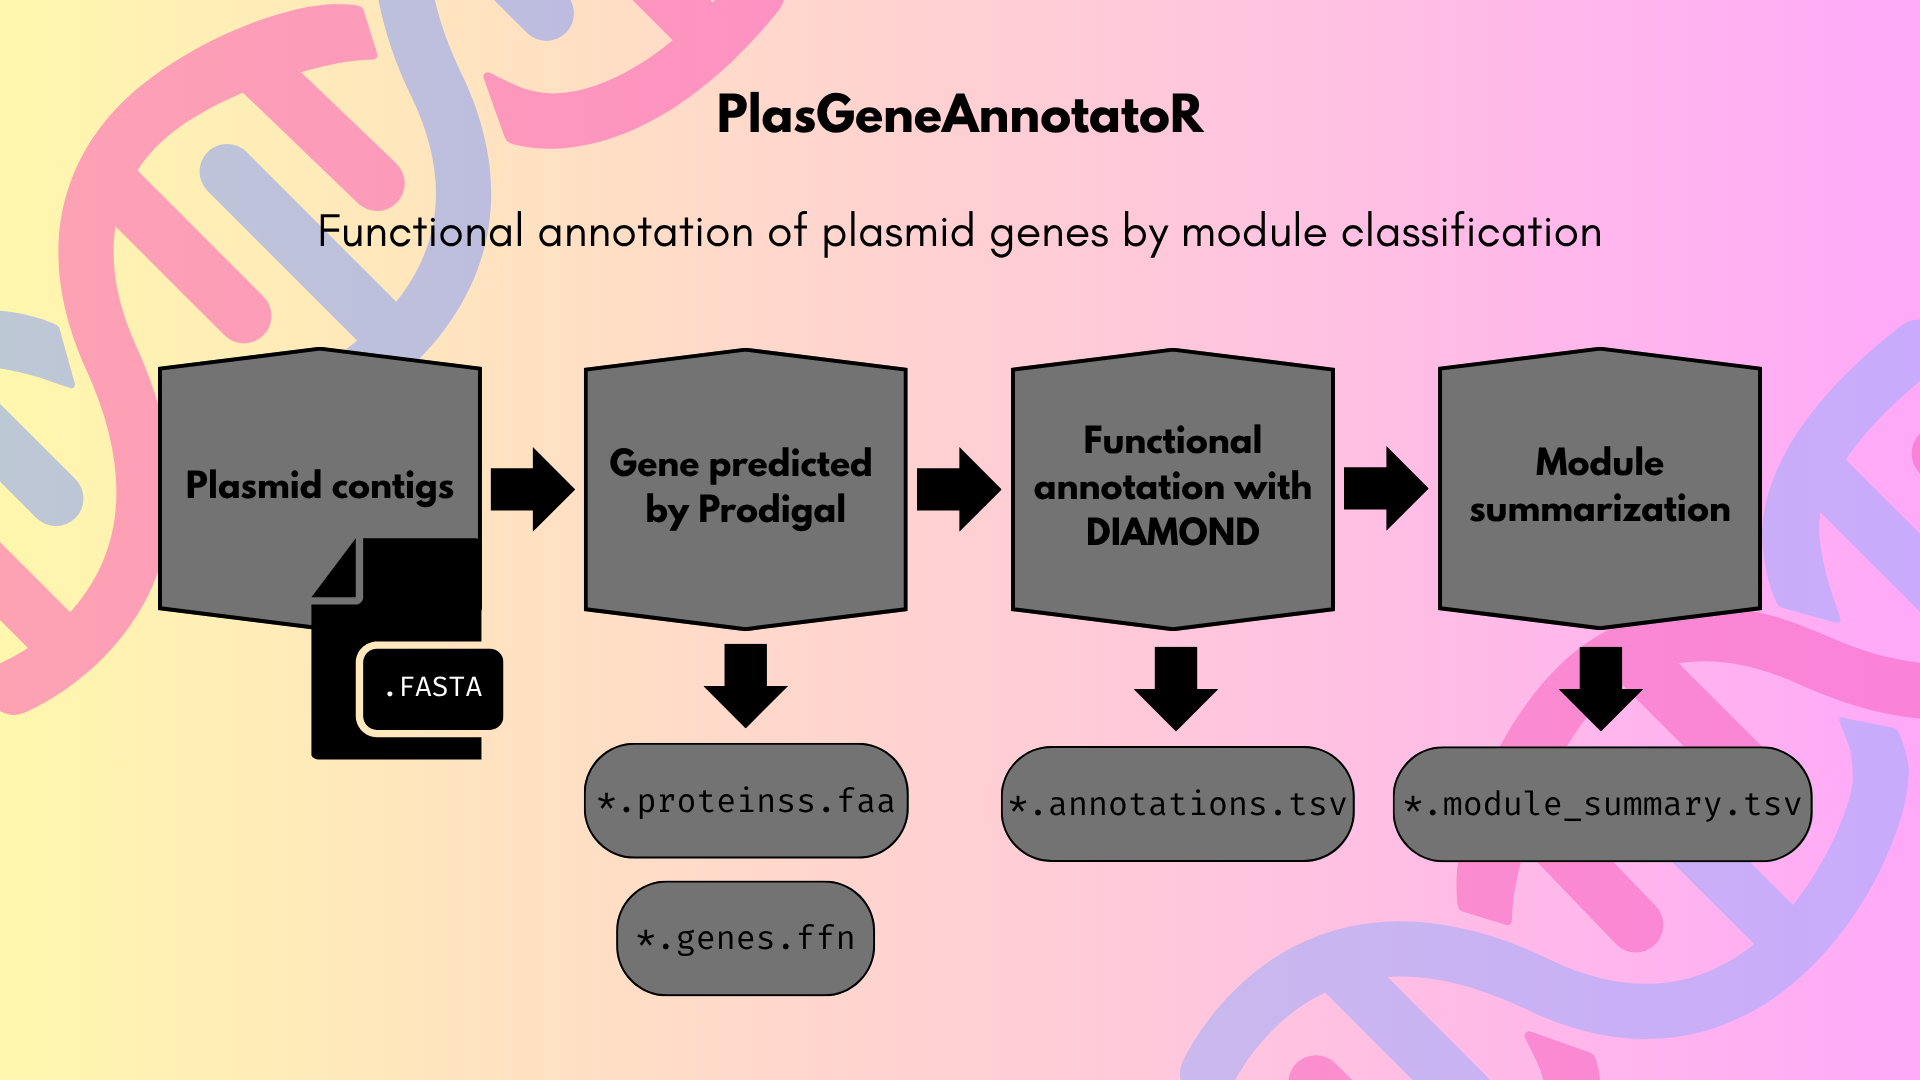 PlasGeneAnnotatoR
Functional annotation of plasmid genes by module classification
Plasmid contigs
.FASTA
Gene predicted
by Prodigal
Functional
annotation with
DIAMOND
Module
summarization
*.proteinss.faa
*.annotations.tsv
*.module_summary.tsv
*.genes.ffn